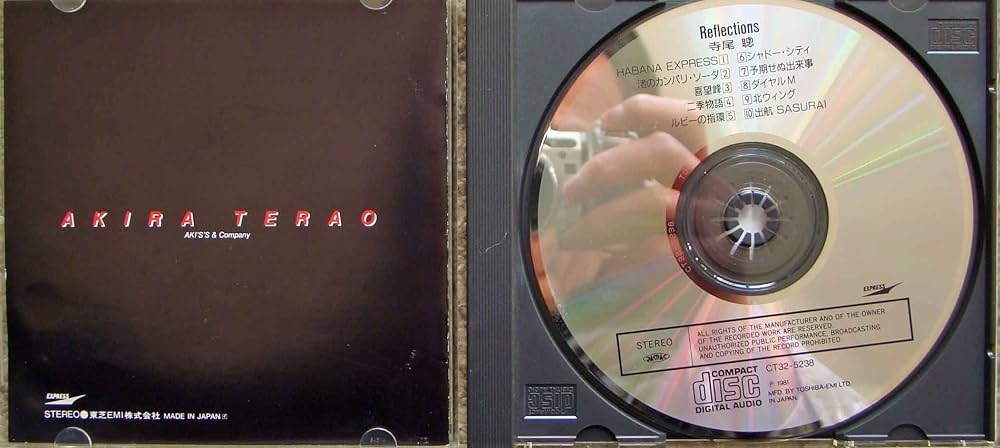 AKIRA TERAO
AKI'S'S & Company
EXPRESS
STEREO 東芝EMI株式会社 MADE IN JAPAN
Reflections
寺尾 聰
HABANA EXPRESS 1
渚のカンパリ・ソーダ 2
喜望峰 3
二季物語 4
ルビーの指環 5
6 シャドー・シティ
7 予期せぬ出来事
8 ダイヤル M
9 北ウィング
10 出航 SASURAI
EXPRESS
STEREO
ALL RIGHTS OF THE MANUFACTURER AND OF THE OWNER
OF THE RECORDED WORK ARE RESERVED
UNAUTHORIZED PUBLIC PERFORMANCE, BROADCASTING
AND COPYING OF THE RECORD PROHIBITED
COMPACT
disc
DIGITAL AUDIO
CT32-5238
Ⓟ 1981
MFD. BY TOSHIBA-EMI LTD.
IN JAPAN
disc
disc